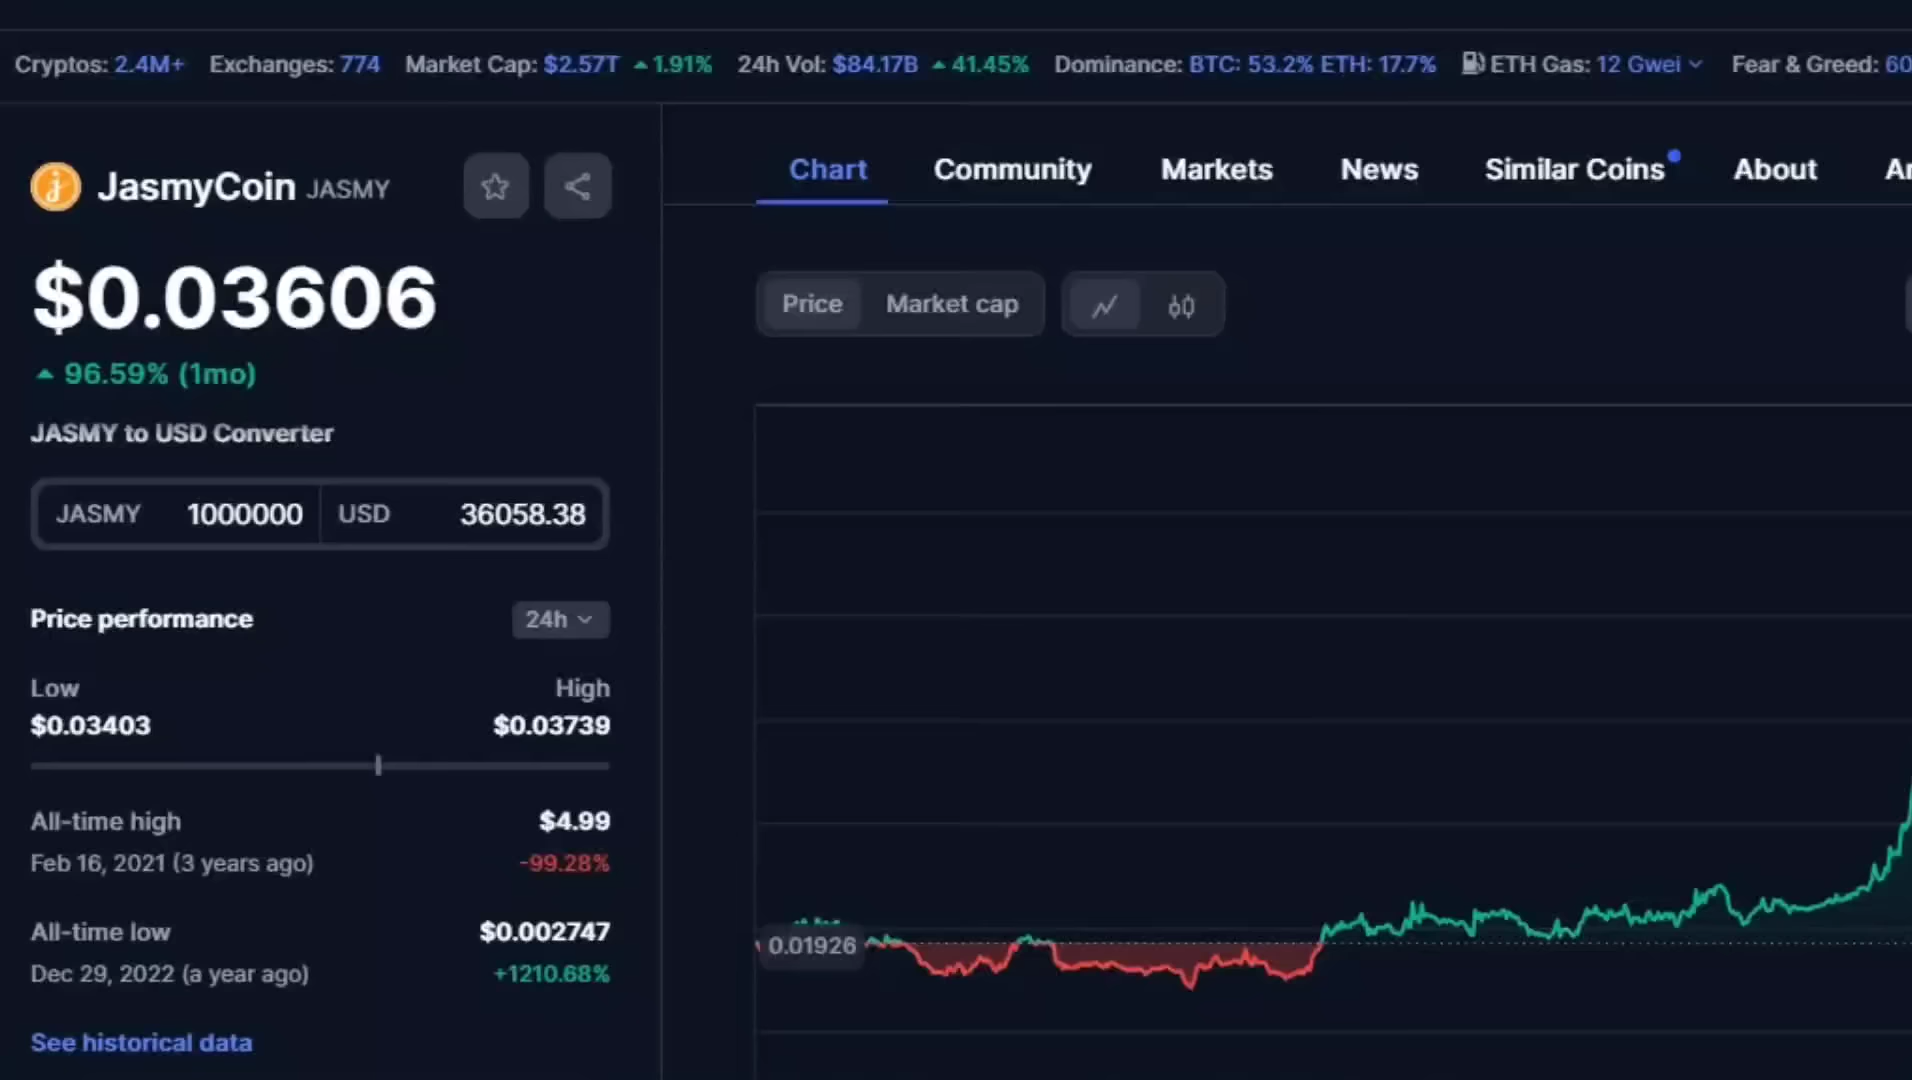 Cryptos: 2.4M+ Exchanges: 774 Market Cap: $2.57T 1.91% 24h Vol: $84.17B 41.45% Dominance: BTC: 53.2% ETH: 17.7% ETH Gas: 12 Gwei Fear & Greed: 60
JasmyCoin JASMY
$0.03606
96.59% (1mo)
JASMY to USD Converter
JASMY 1000000 USD 36058.38
Price performance 24h
Low High
$0.03403 $0.03739
All-time high $4.99
Feb 16, 2021 (3 years ago) -99.28%
All-time low $0.002747
Dec 29, 2022 (a year ago) +1210.68%
See historical data
Chart Community Markets News Similar Coins About
Price Market cap
0.01926